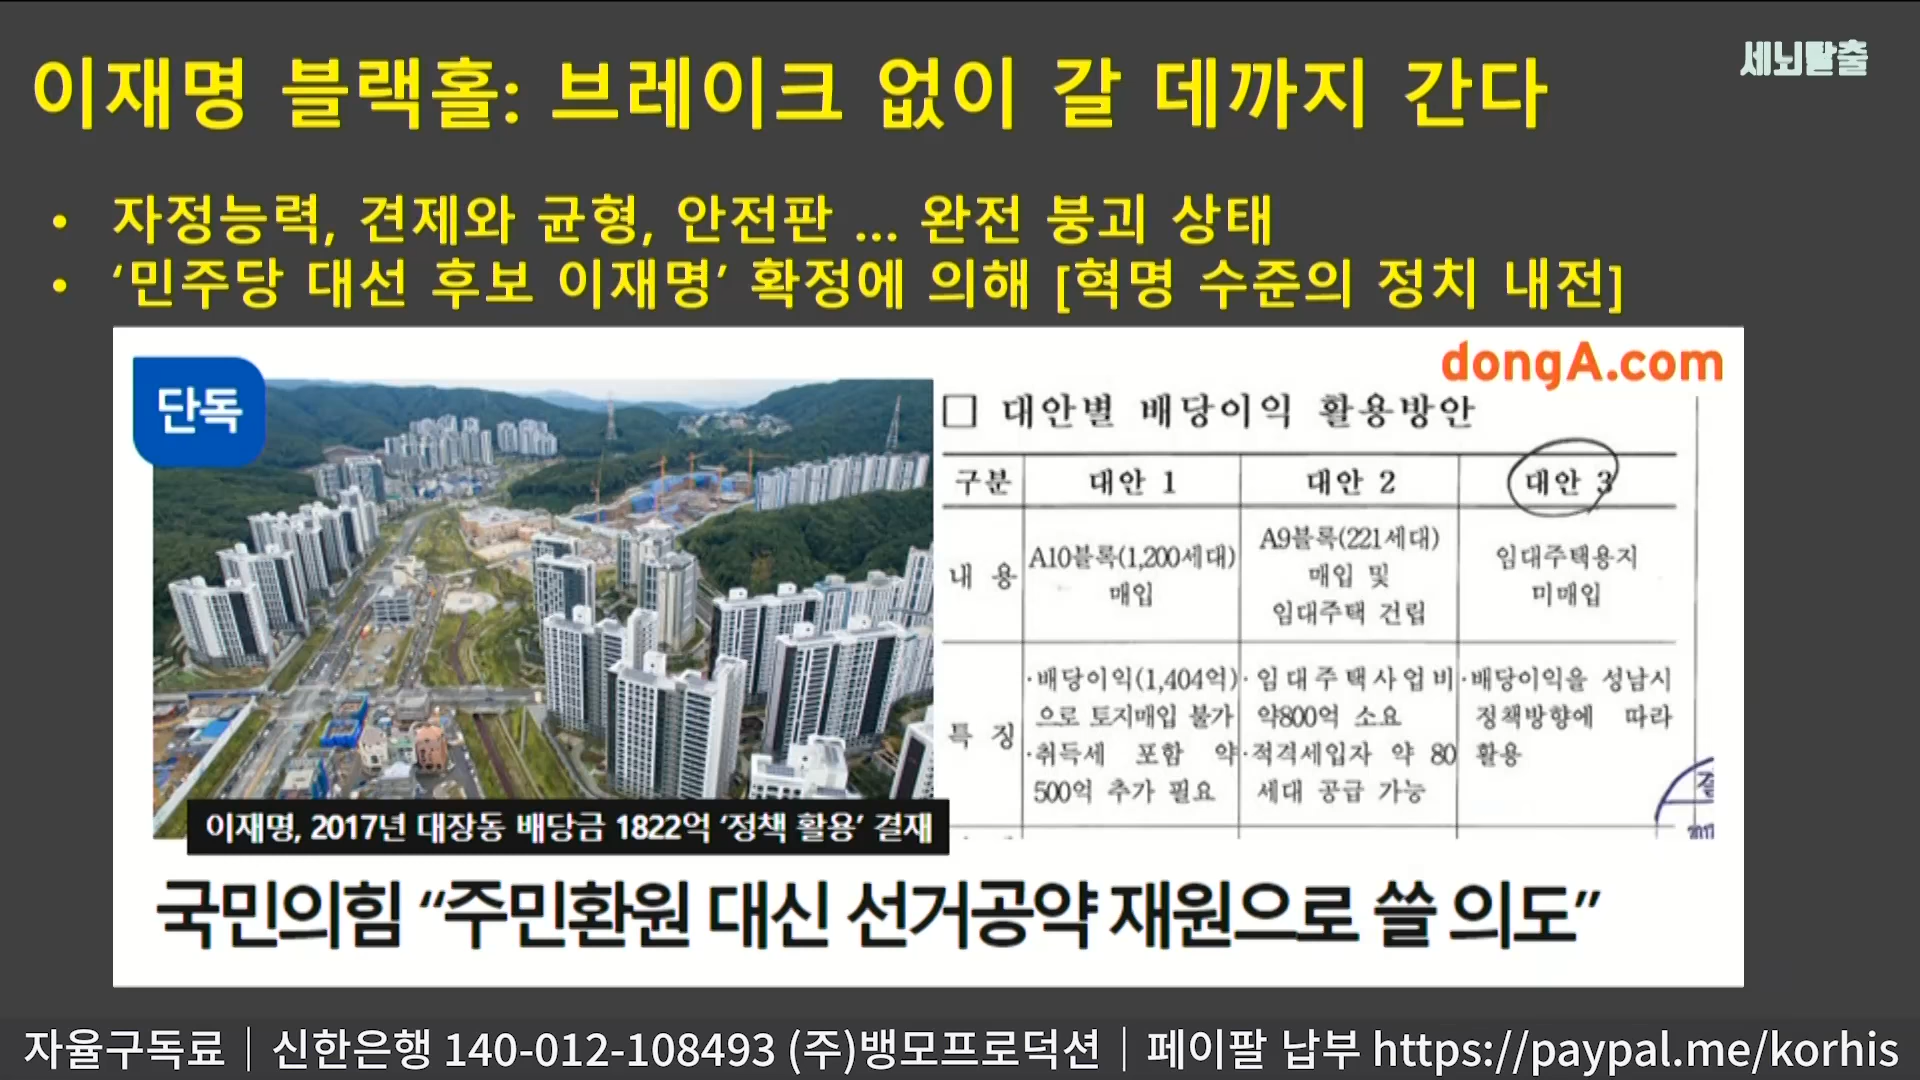 이재명 블랙홀: 브레이크 없이 갈 데까지 간다
세뇌탈출
• 자정능력, 견제와 균형, 안전판 ... 완전 붕괴 상태
• ‘민주당 대선 후보 이재명’ 확정에 의해 [혁명 수준의 정치 내전]
단독
dongA.com
□ 대안별 배당이익 활용방안
구분 대안 1 대안 2 대안 3
내 용
A10블록(1,200세대)
매입
A9블록(221세대)
매입 및
임대주택 건립
임대주택용지
미매입
특 징
·배당이익(1,404억)
으로 토지매입 불가
·취득세 포함 약
500억 추가 필요
·임대주택사업비
약800억 소요
·적격세입자 약 80
세대 공급 가능
·배당이익을 성남시
정책방향에 따라
활용
이재명, 2017년 대장동 배당금 1822억 ‘정책 활용’ 결재
국민의힘 “주민환원 대신 선거공약 재원으로 쓸 의도”
자율구독료│신한은행 140-012-108493 (주)뱅모프로덕션│페이팔 납부 https://paypal.me/korhis